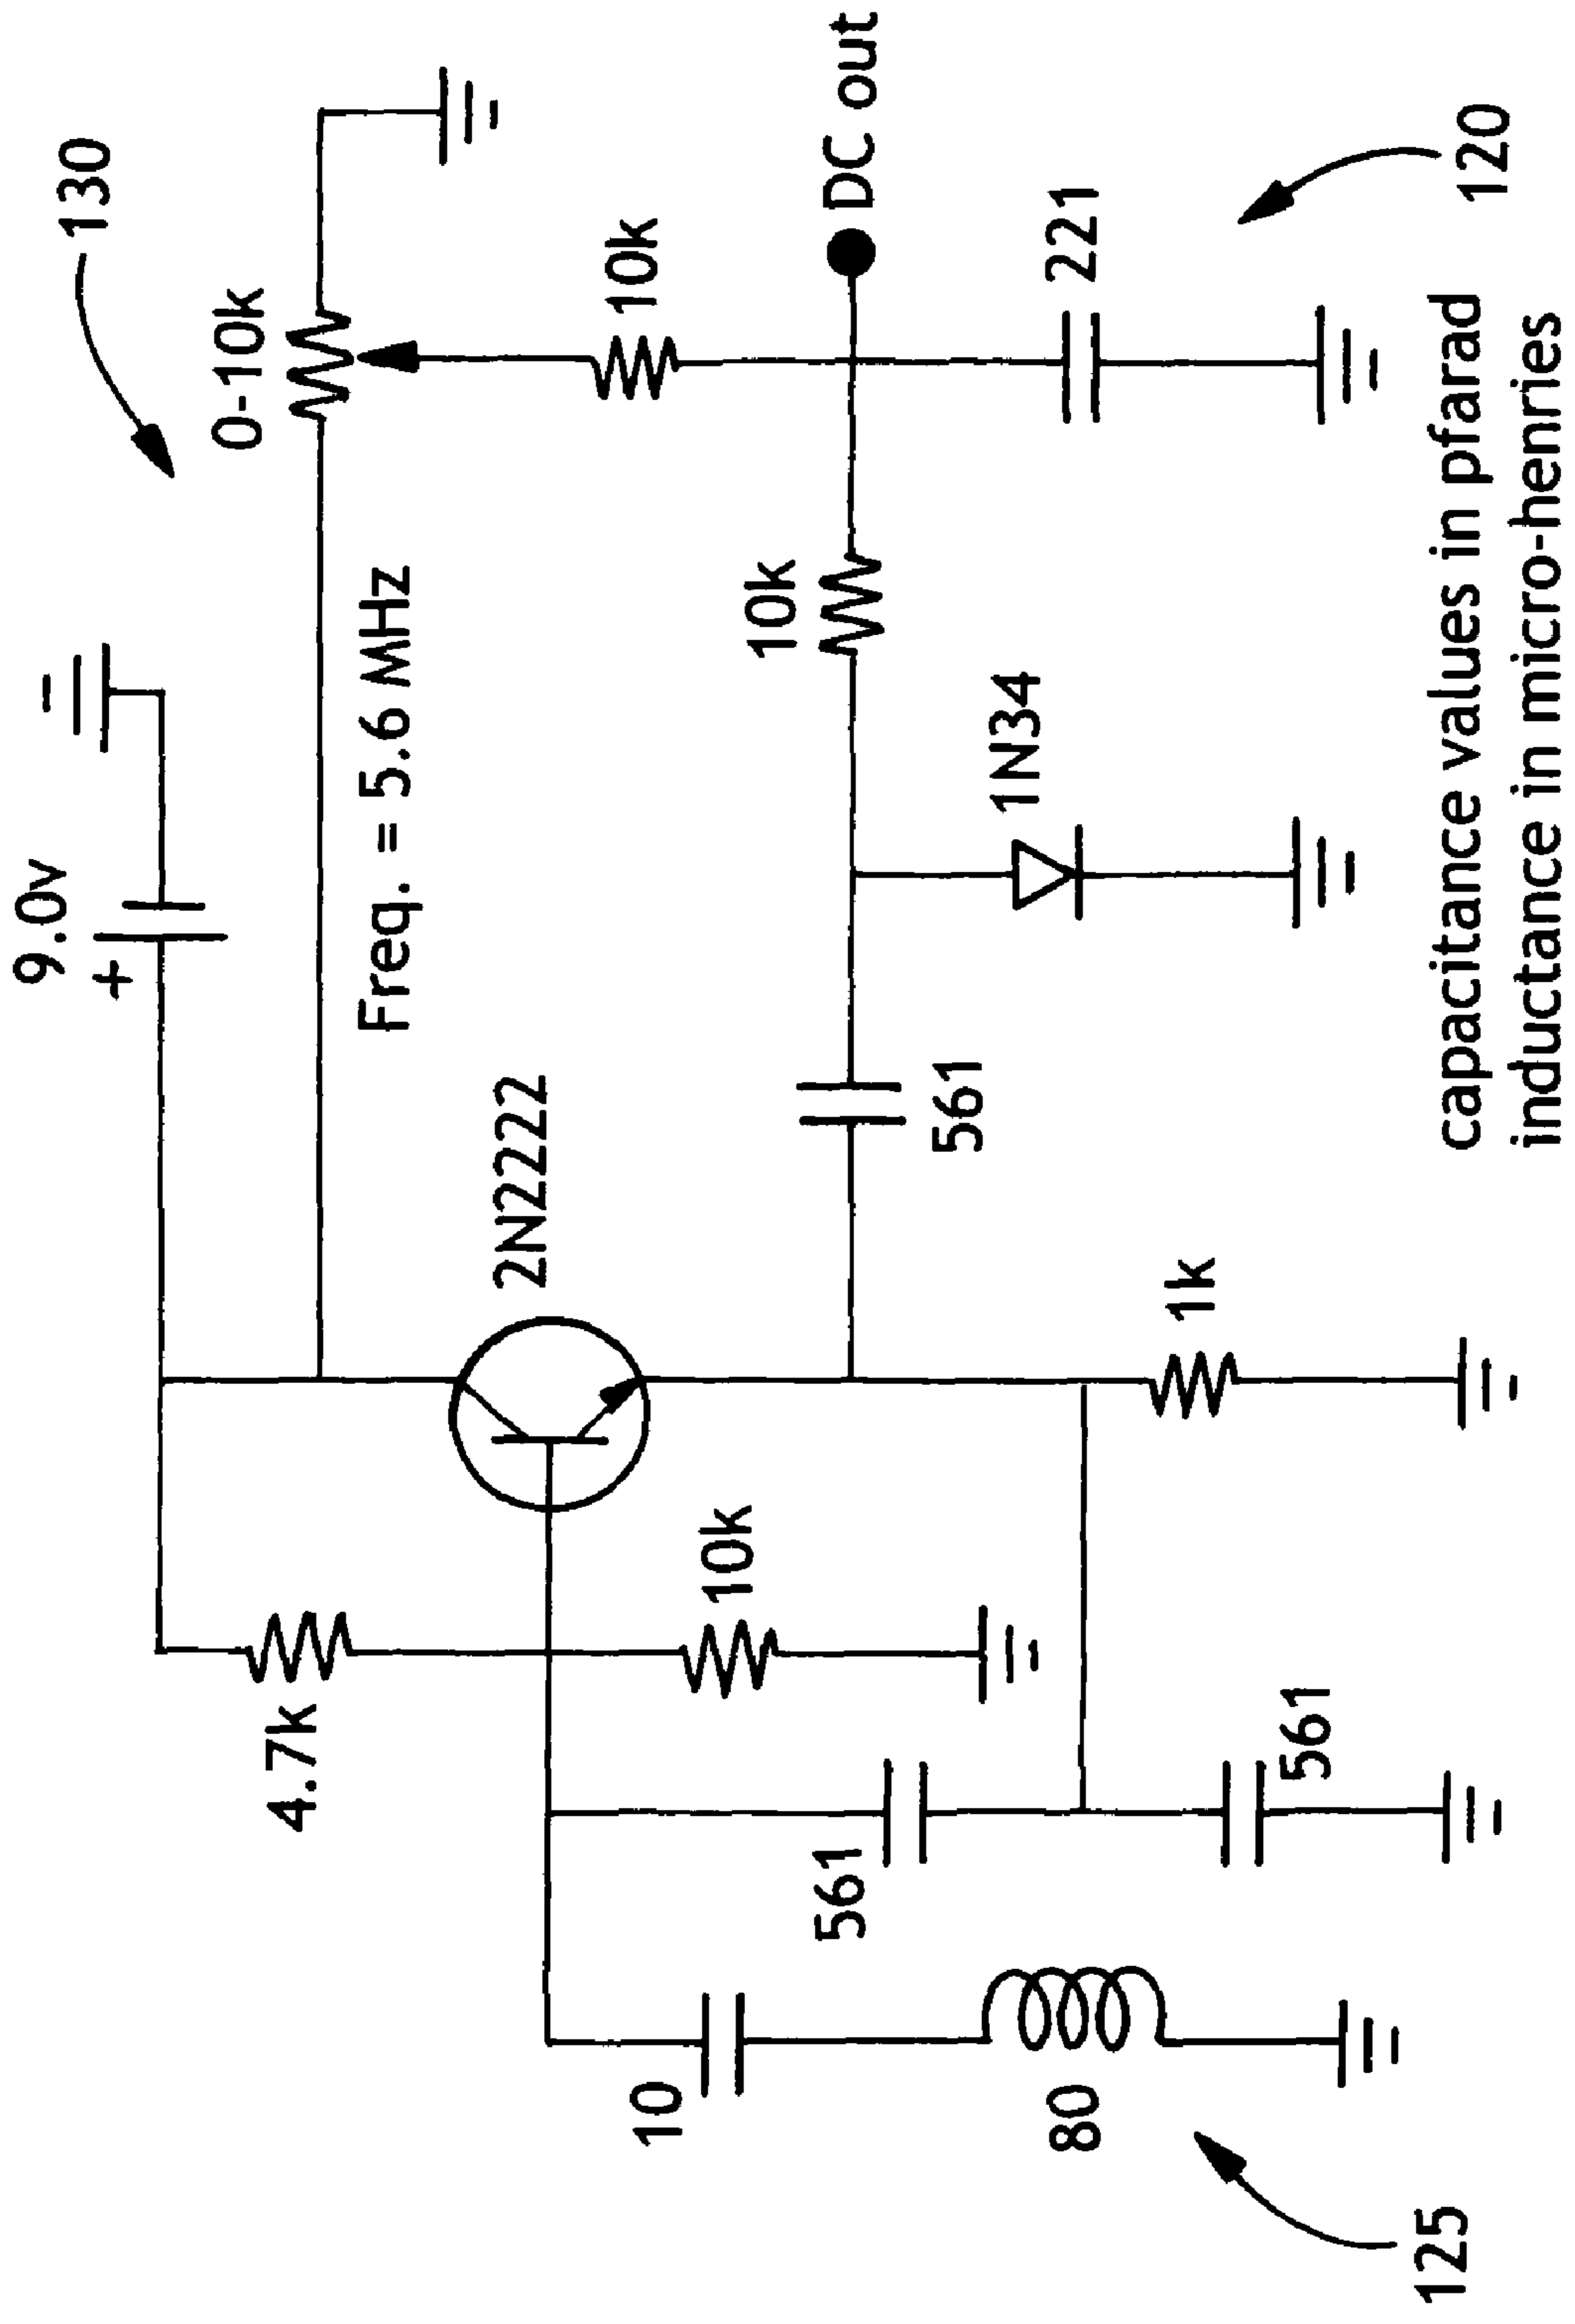 130
9.0v
+
0-10k
Freq. = 5.6 MHz
10k
DC out
2N2222
4.7k
10k
10k
561
1N34
221
120
1k
561
561
10
80
125
capacitance values in pfarad
inductance in micro-henries